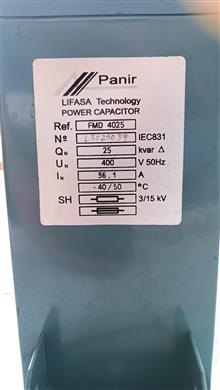 Panir
LIFASA Technology
POWER CAPACITOR
Ref. FMD 4025
Nº IEC831
QN 25 kvar Δ
UN 400 V 50Hz
IN 36,1 A
-40/50 °C
SH 3/15 kV